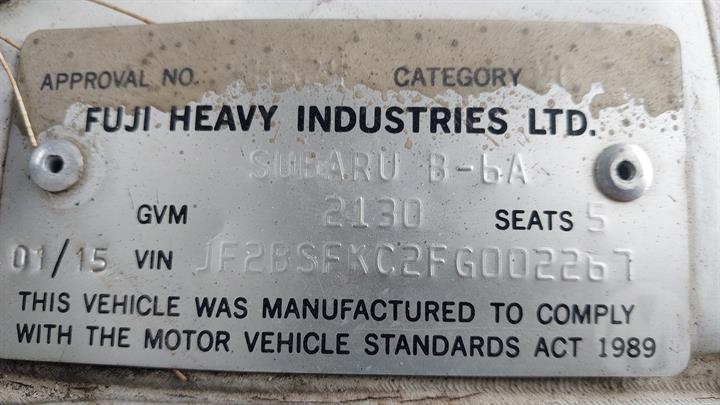 APPROVAL NO. CATEGORY
FUJI HEAVY INDUSTRIES LTD.
SUBARU B-6A
GVM 2130 SEATS 5
01/15 VIN JF2BSFKC2FG002267
THIS VEHICLE WAS MANUFACTURED TO COMPLY
WITH THE MOTOR VEHICLE STANDARDS ACT 1989